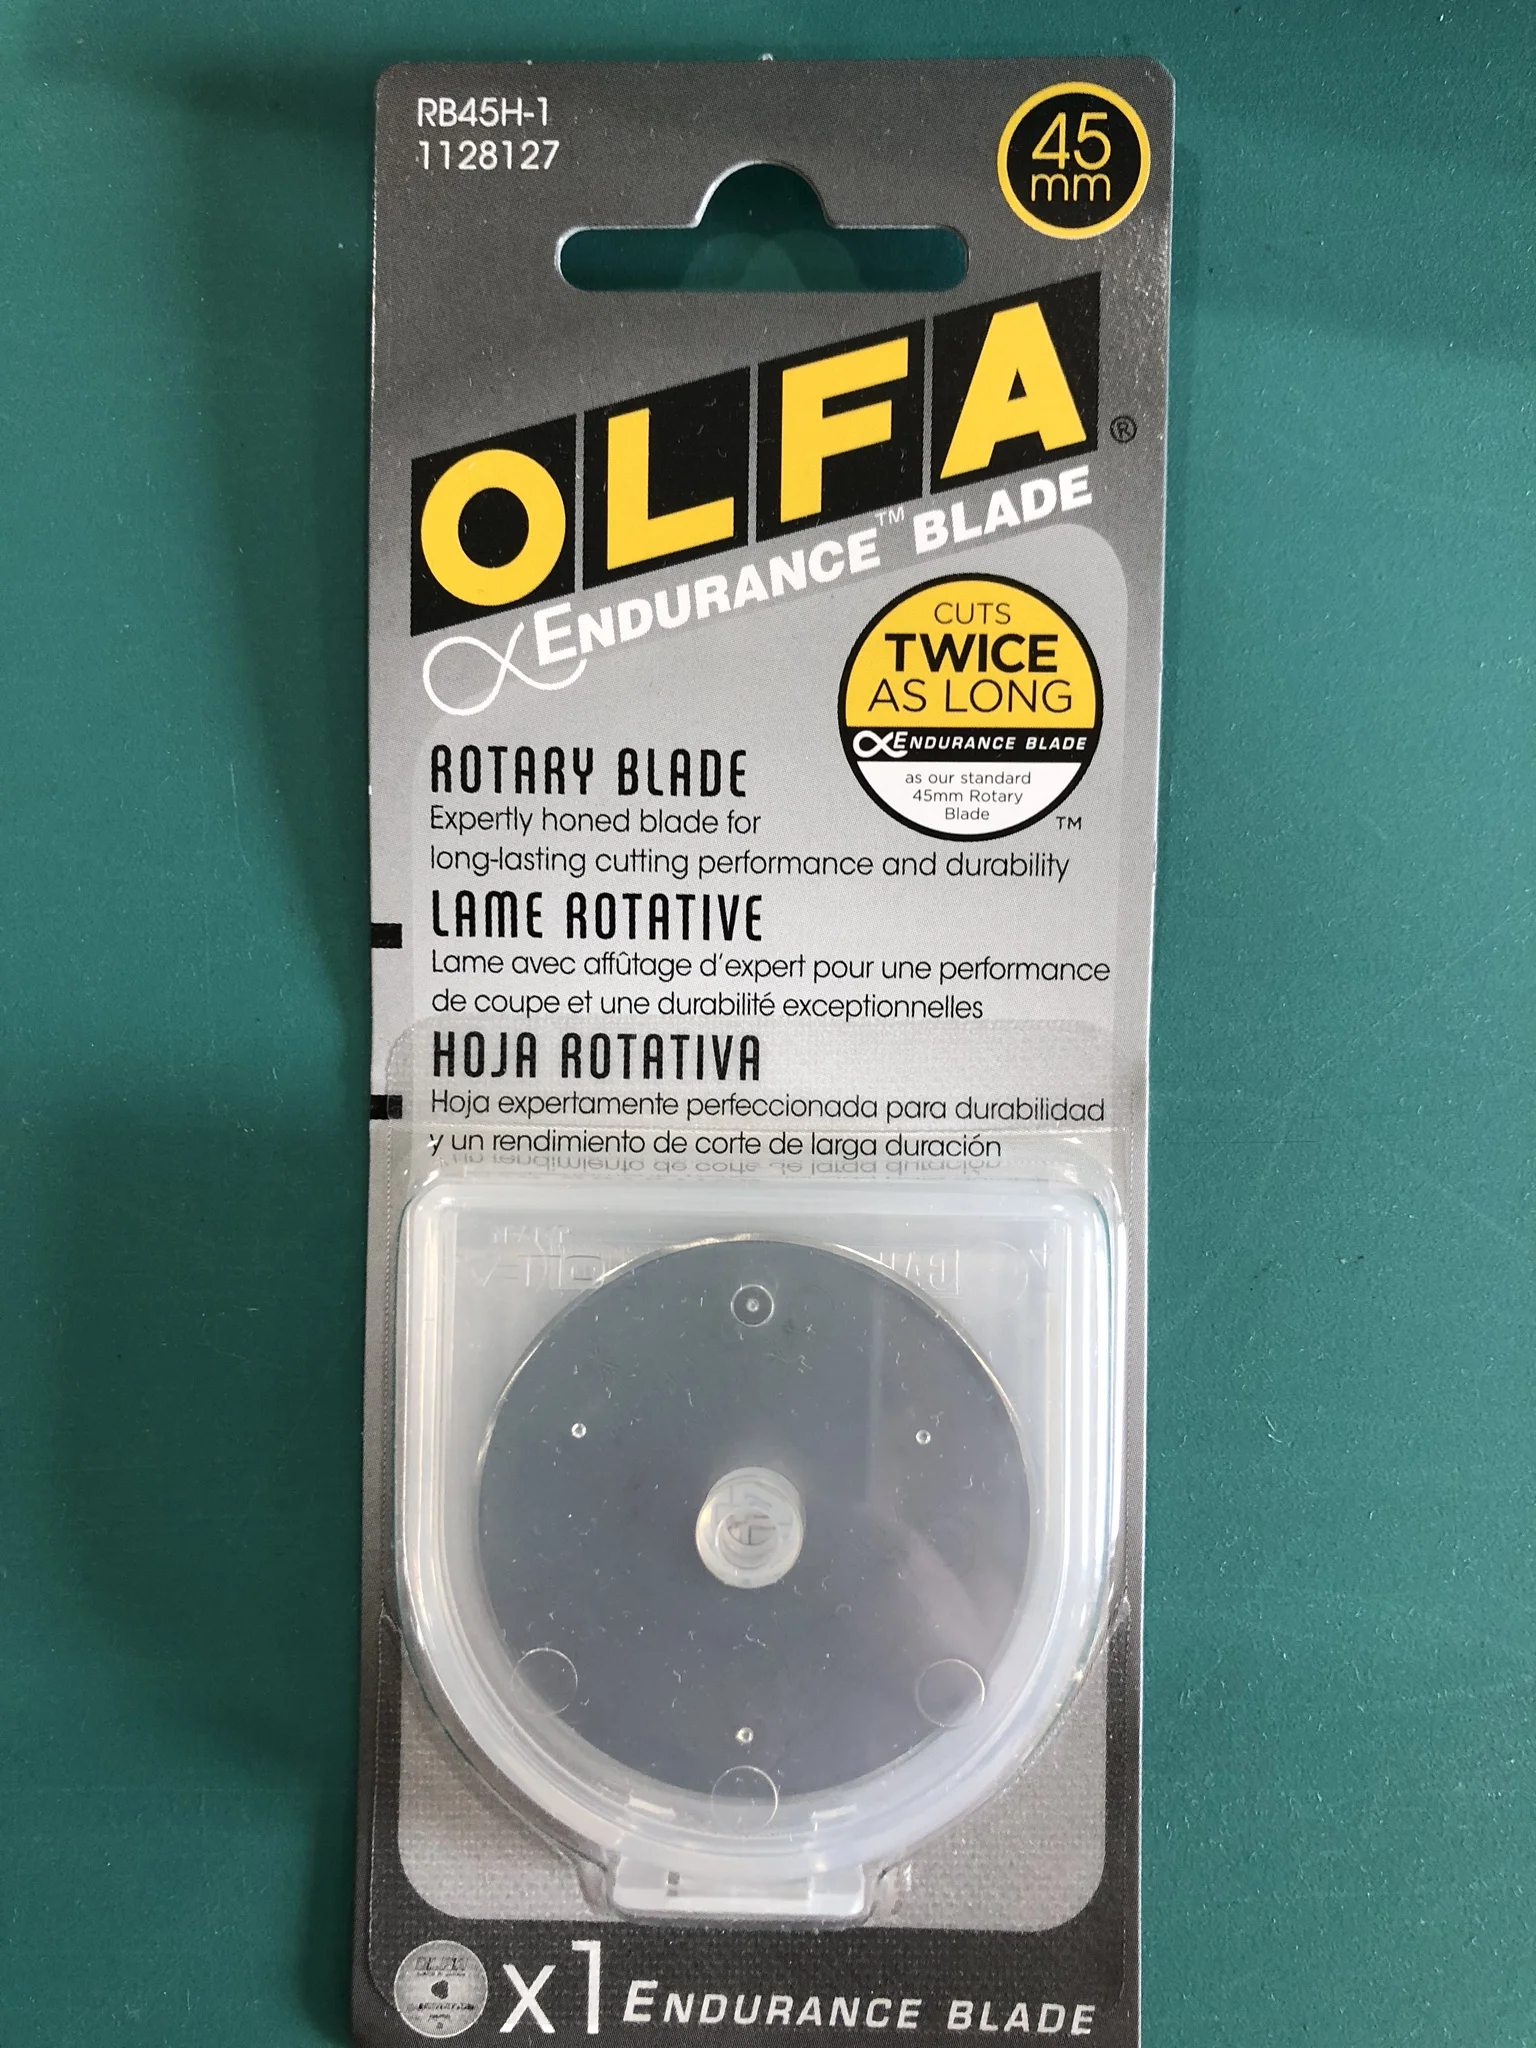 RB45H-1
1128127
45
mm
OLFA®
ENDURANCE™ BLADE
CUTS
TWICE
AS LONG
ENDURANCE BLADE
as our standard
45mm Rotary
Blade
TM
ROTARY BLADE
Expertly honed blade for
long-lasting cutting performance and durability
LAME ROTATIVE
Lame avec affûtage d'expert pour une performance
de coupe et une durabilité exceptionnelles
HOJA ROTATIVA
Hoja expertamente perfeccionada para durabilidad
y un rendimiento de corte de larga duración
x1 ENDURANCE BLADE